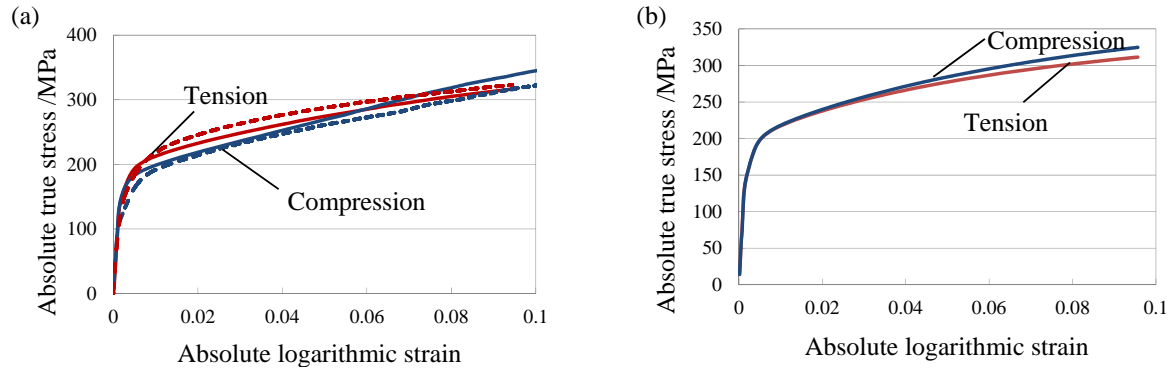 (a)
Absolute true stress /MPa
400
300
200
100
0
Tension
Compression
0 0.02 0.04 0.06 0.08 0.1
Absolute logarithmic strain
(b)
Absolute true stress /MPa
350
300
250
200
150
100
50
0
Compression
Tension
0 0.02 0.04 0.06 0.08 0.1
Absolute logarithmic strain